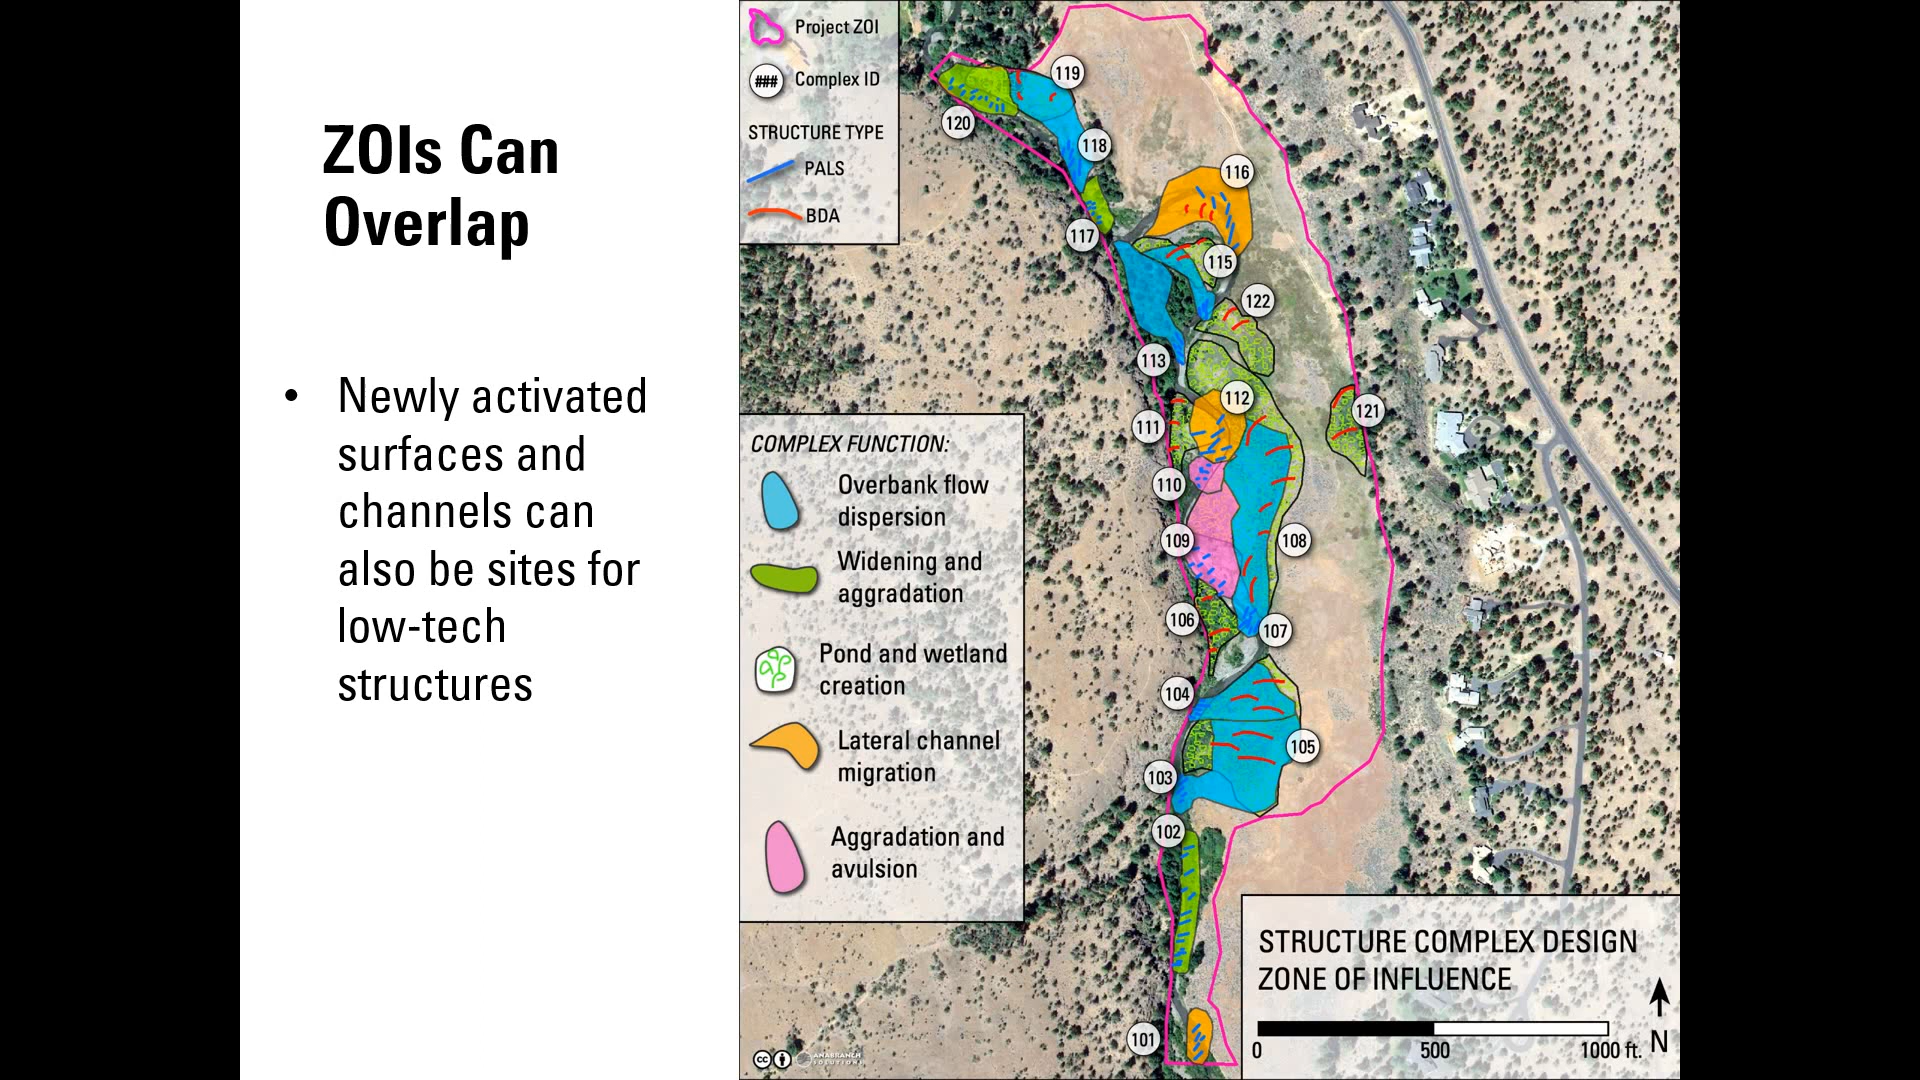 ZOIs Can
Overlap
• Newly activated
surfaces and
channels can
also be sites for
low-tech
structures
Project ZOI
###
Complex ID
STRUCTURE TYPE
PALS
BDA
COMPLEX FUNCTION:
Overbank flow
dispersion
Widening and
aggradation
Pond and wetland
creation
Lateral channel
migration
Aggradation and
avulsion
119
120
118
116
117
115
122
113
112
121
111
110
109
108
106
107
104
105
103
102
101
STRUCTURE COMPLEX DESIGN
ZONE OF INFLUENCE
N
0 500 1000 ft.
cc
ANABRANCH
SOLUTIONS